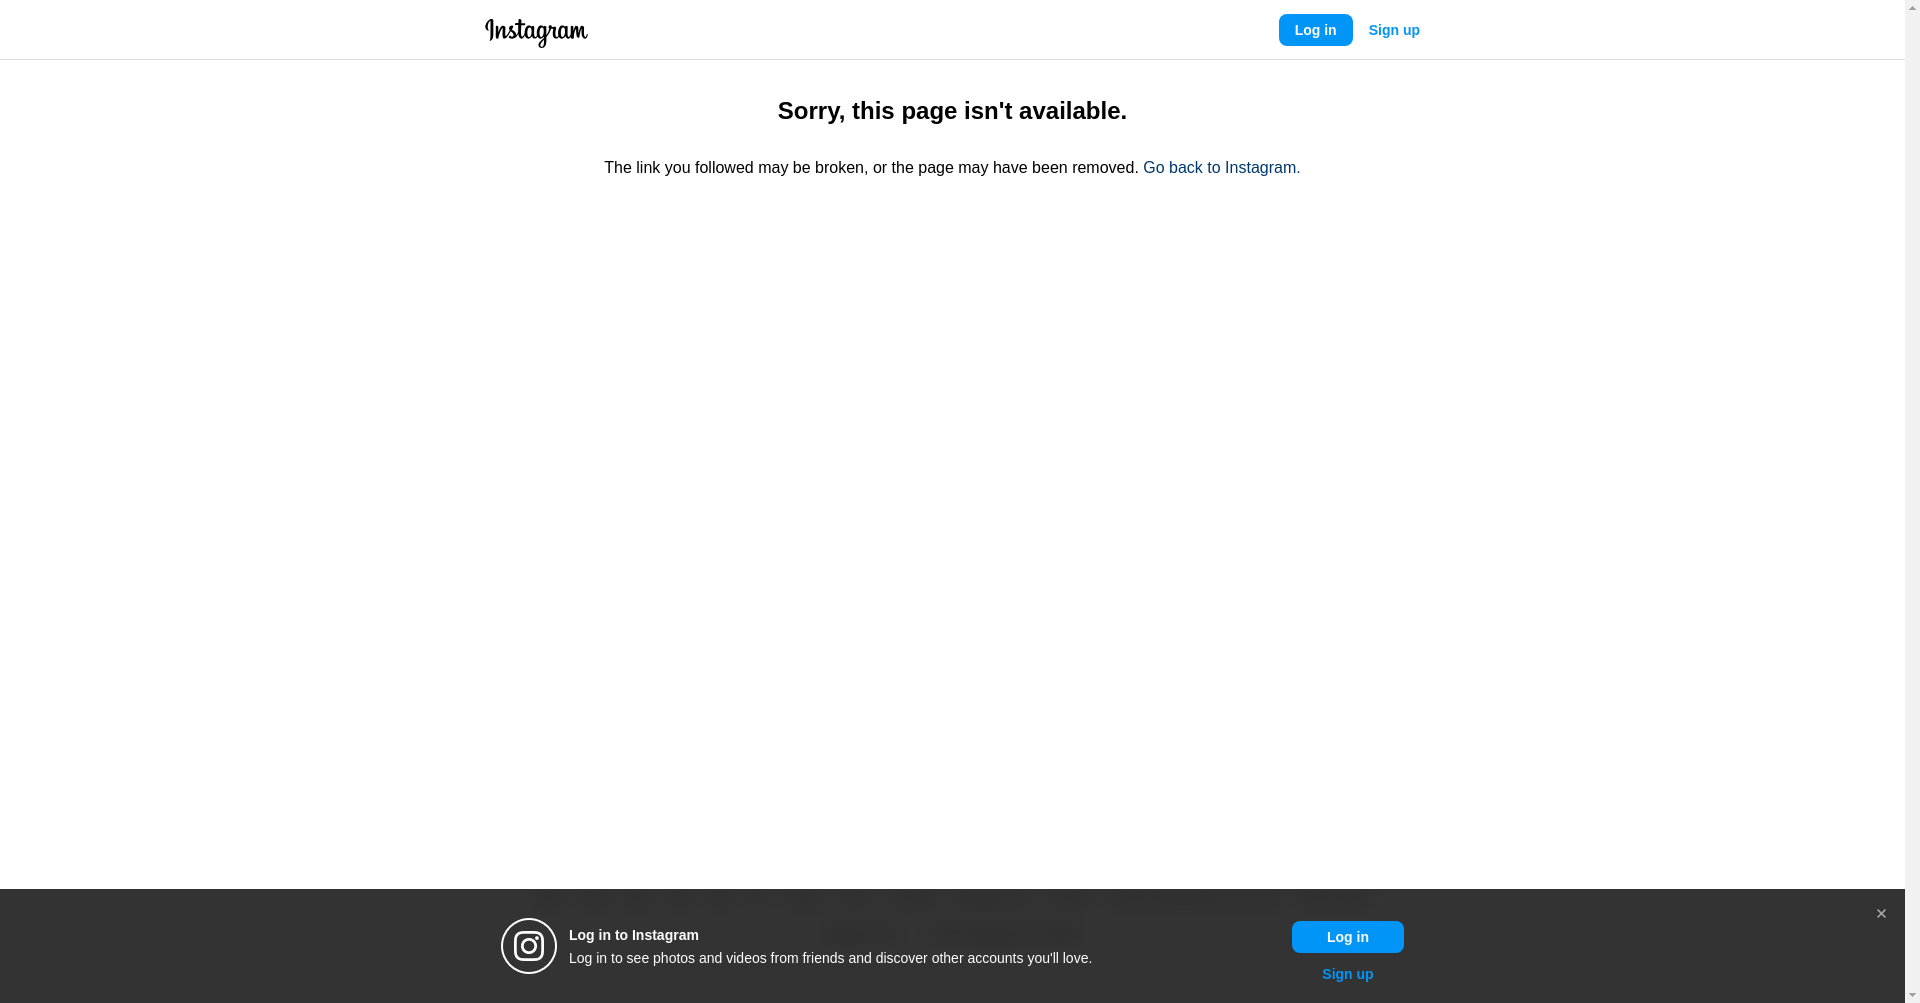 Instagram
Log in
Sign up
Sorry, this page isn't available.
The link you followed may be broken, or the page may have been removed. Go back to Instagram.
Log in to Instagram
Log in to see photos and videos from friends and discover other accounts you'll love.
Log in
Sign up